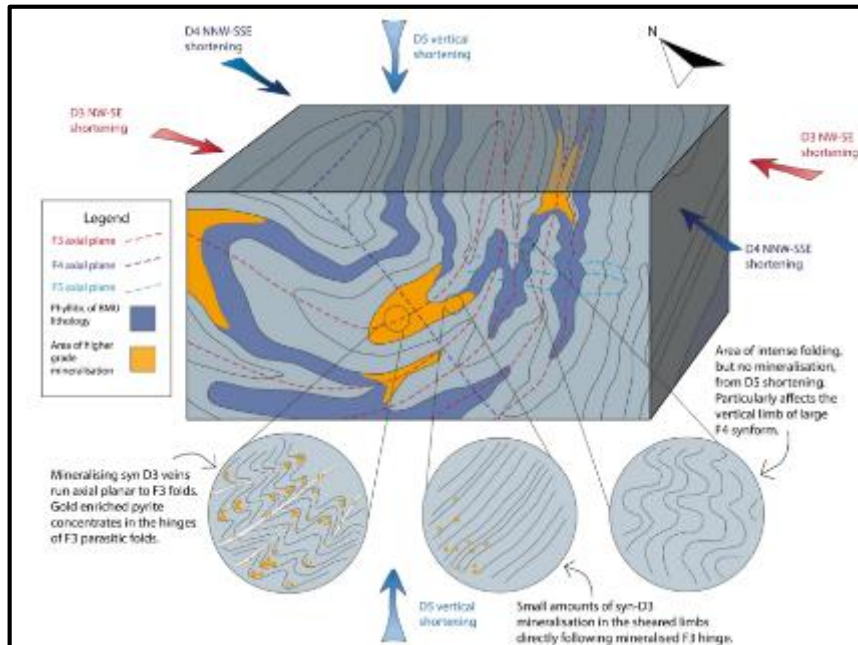 D4 NNW-SSE
shortening
D5 vertical
shortening
N
D3 NW-SE
shortening
D3 NW-SE
shortening
Legend
F3 axial plane
F4 axial plane
F5 axial plane
lithology
Area of higher
grade
mineralisation
D4 NNW-SSE
shortening
Area of intense folding,
but no mineralisation,
from D5 shortening.
Particularly affects the
vertical limb of large
F4 synform.
Mineralising syn D3 veins
run axial planar to F3 folds.
Gold enriched pyrite
concentrates in the hinges
of F3 parasitic folds.
D5 vertical
shortening
Small amounts of syn-D3
mineralisation in the sheared limbs
directly following mineralised F3 hinge.